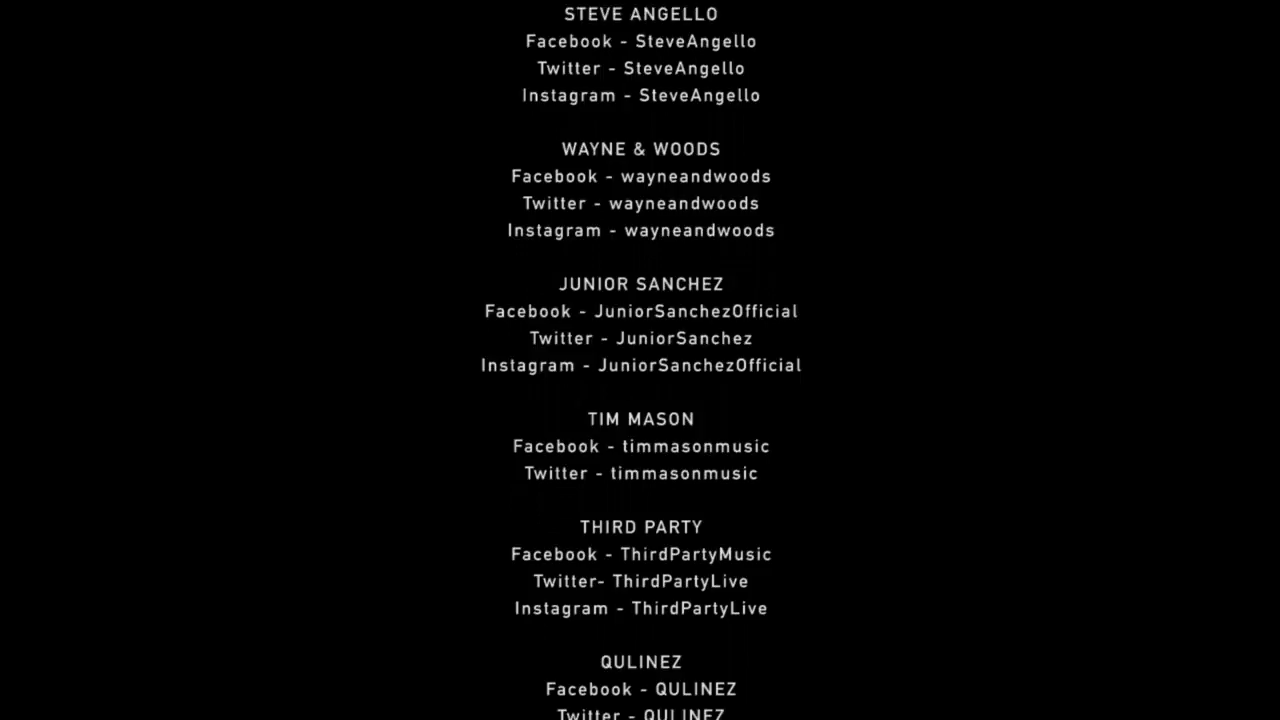 STEVE ANGELLO
Facebook - SteveAngello
Twitter - SteveAngello
Instagram - SteveAngello
WAYNE & WOODS
Facebook - wayneandwoods
Twitter - wayneandwoods
Instagram - wayneandwoods
JUNIOR SANCHEZ
Facebook - JuniorSanchezOfficial
Twitter - JuniorSanchez
Instagram - JuniorSanchezOfficial
TIM MASON
Facebook - timmasonmusic
Twitter - timmasonmusic
THIRD PARTY
Facebook - ThirdPartyMusic
Twitter- ThirdPartyLive
Instagram - ThirdPartyLive
QULINEZ
Facebook - QULINEZ
Twitter - QULINEZ